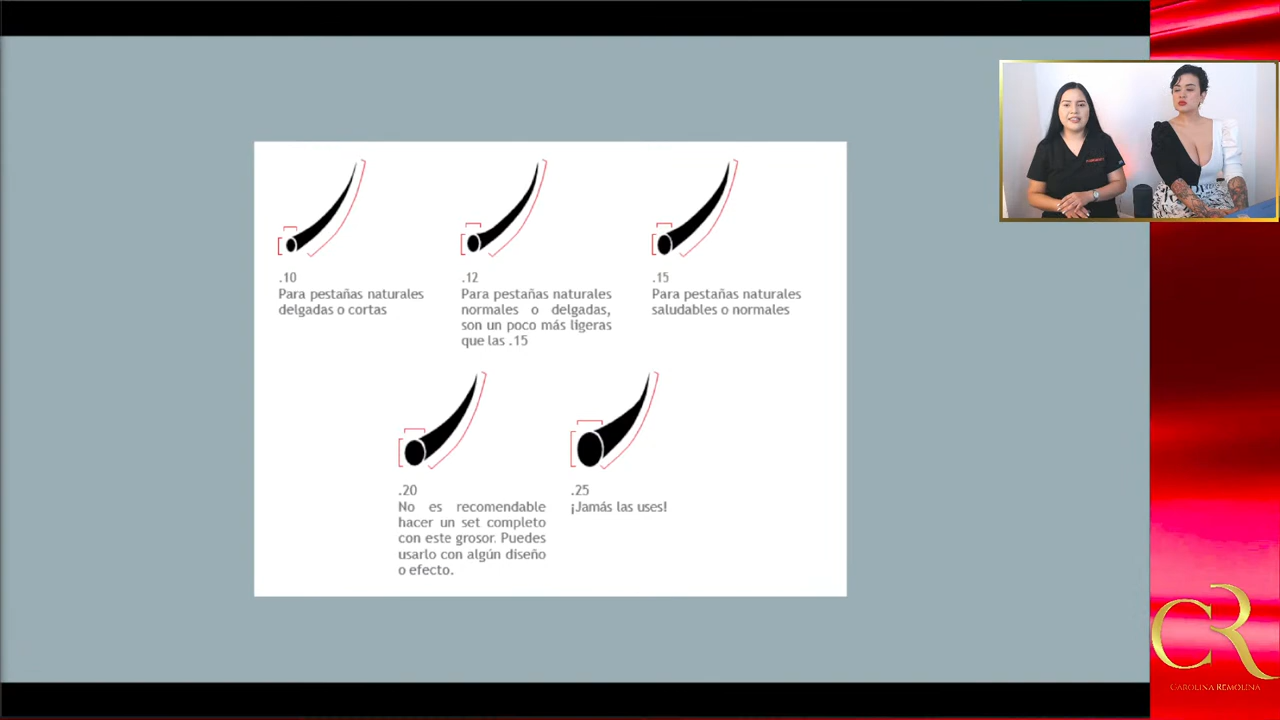 .10
Para pestañas naturales
delgadas o cortas
.12
Para pestañas naturales
normales o delgadas,
son un poco más ligeras
que las .15
.15
Para pestañas naturales
saludables o normales
.20
No es recomendable
hacer un set completo
con este grosor. Puedes
usarlo con algún diseño
o efecto.
.25
¡Jamás las uses!
CR
CAROLINA REMOLINA